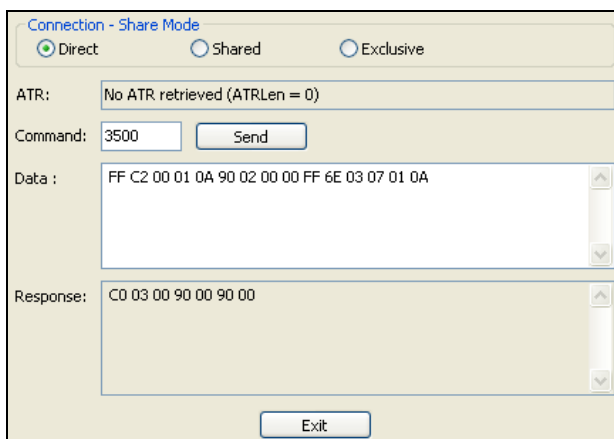 Connection - Share Mode
Direct Shared Exclusive
ATR: No ATR retrieved (ATRLen = 0)
Command: 3500 Send
Data : FF C2 00 01 0A 90 02 00 00 FF 6E 03 07 01 0A
Response: C0 03 00 90 00 90 00
Exit